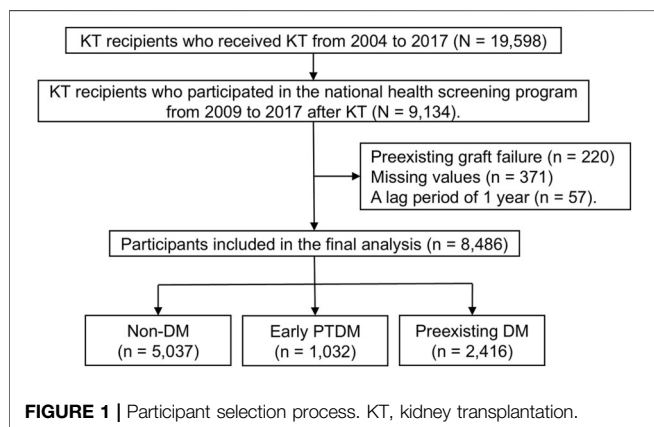 KT recipients who received KT from 2004 to 2017 (N = 19,598)
KT recipients who participated in the national health screening program
from 2009 to 2017 after KT (N = 9,134).
Preexisting graft failure (n = 220)
Missing values (n = 371)
A lag period of 1 year (n = 57).
Participants included in the final analysis (n = 8,486)
Non-DM
(n = 5,037)
Early PTDM
(n = 1,032)
Preexisting DM
(n = 2,416)
FIGURE 1 | Participant selection process. KT, kidney transplantation.